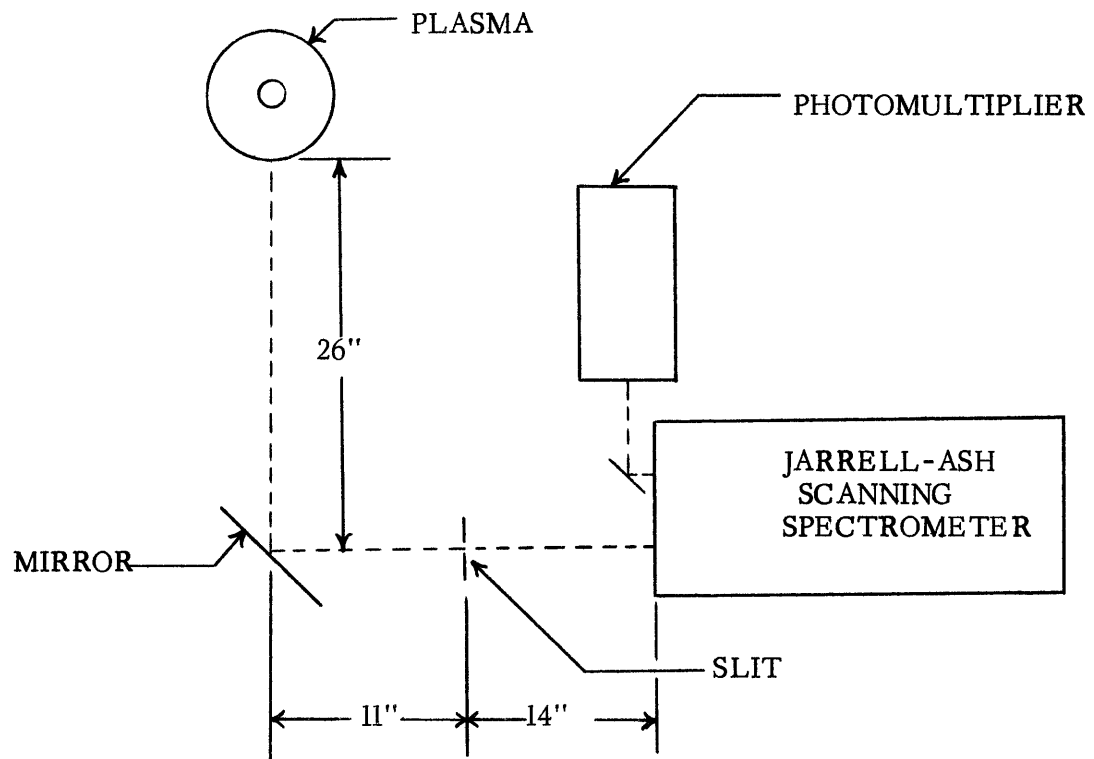 PLASMA
PHOTOMULTIPLIER
26"
JARRELL-ASH
SCANNING
SPECTROMETER
MIRROR
SLIT
11"
14"